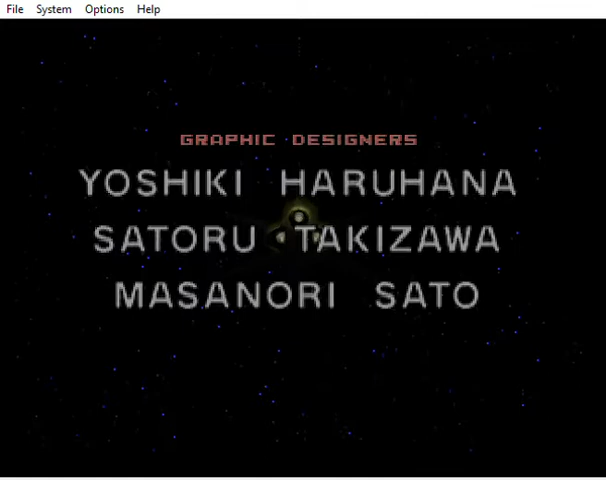 File System Options Help
GRAPHIC DESIGNERS
YOSHIKI HARUHANA
SATORU TAKIZAWA
MASANORI SATO